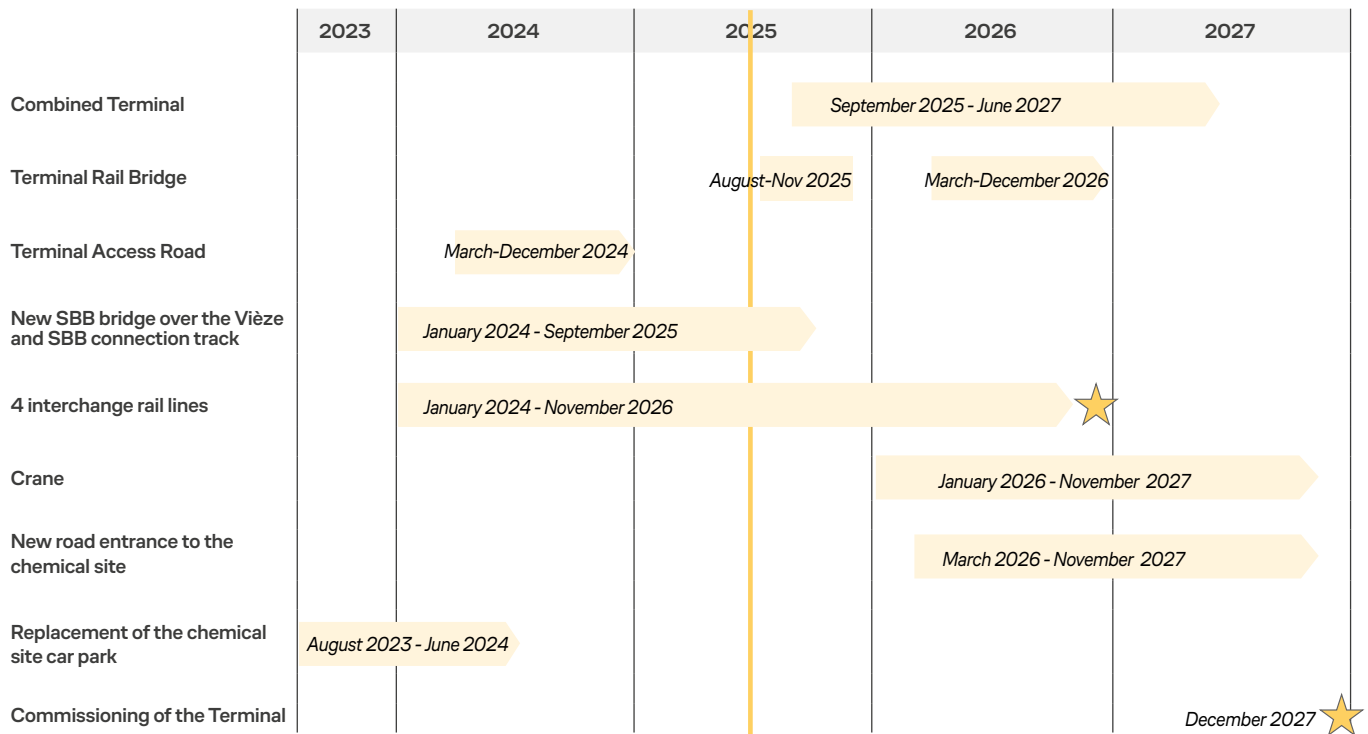 2023 2024 2025 2026 2027
Combined Terminal September 2025 - June 2027
Terminal Rail Bridge August-Nov 2025 March-December 2026
Terminal Access Road March-December 2024
New SBB bridge over the Vièze
and SBB connection track
January 2024 - September 2025
4 interchange rail lines January 2024 - November 2026
Crane January 2026 - November 2027
New road entrance to the
chemical site
March 2026 - November 2027
Replacement of the chemical
site car park
August 2023 - June 2024
Commissioning of the Terminal December 2027